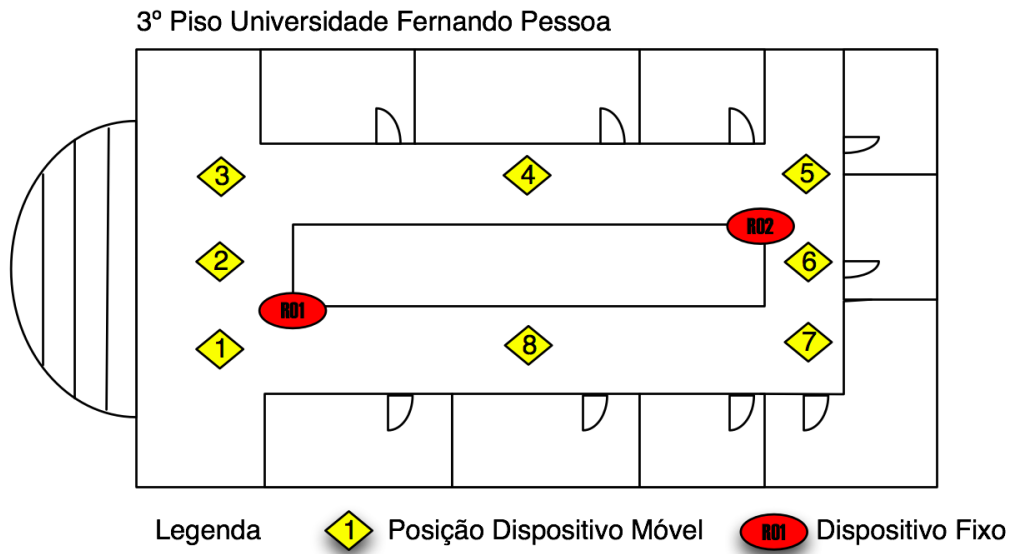 3º Piso Universidade Fernando Pessoa
3
4
5
R02
2
6
R01
1
8
7
Legenda
1
Posição Dispositivo Móvel
R01
Dispositivo Fixo